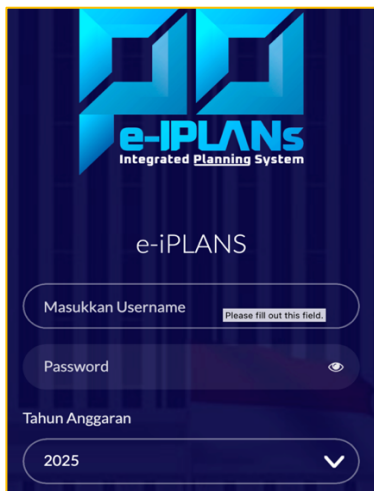 e-IPLANs
Integrated Planning System
e-iPLANS
Masukkan Username
Please fill out this field.
Password
Tahun Anggaran
2025